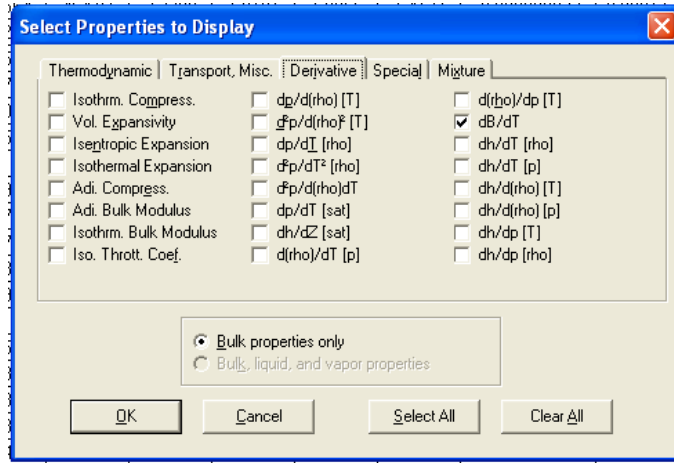 Select Properties to Display
Thermodynamic
Transport, Misc.
Derivative
Special
Mixture
Isothrm. Compress.
Vol. Expansivity
Isentropic Expansion
Isothermal Expansion
Adi. Compress.
Adi. Bulk Modulus
Isothrm. Bulk Modulus
Iso. Thrott. Coef.
dp/d(rho) [T]
d²p/d(rho)² [T]
dp/dT [rho]
d²p/dT² [rho]
d²p/d(rho)dT
dp/dT [sat]
dh/dZ [sat]
d(rho)/dT [p]
d(rho)/dp [T]
dB/dT
dh/dT [rho]
dh/dT [p]
dh/d(rho) [T]
dh/d(rho) [p]
dh/dp [T]
dh/dp [rho]
Bulk properties only
Bulk, liquid, and vapor properties
OK
Cancel
Select All
Clear All